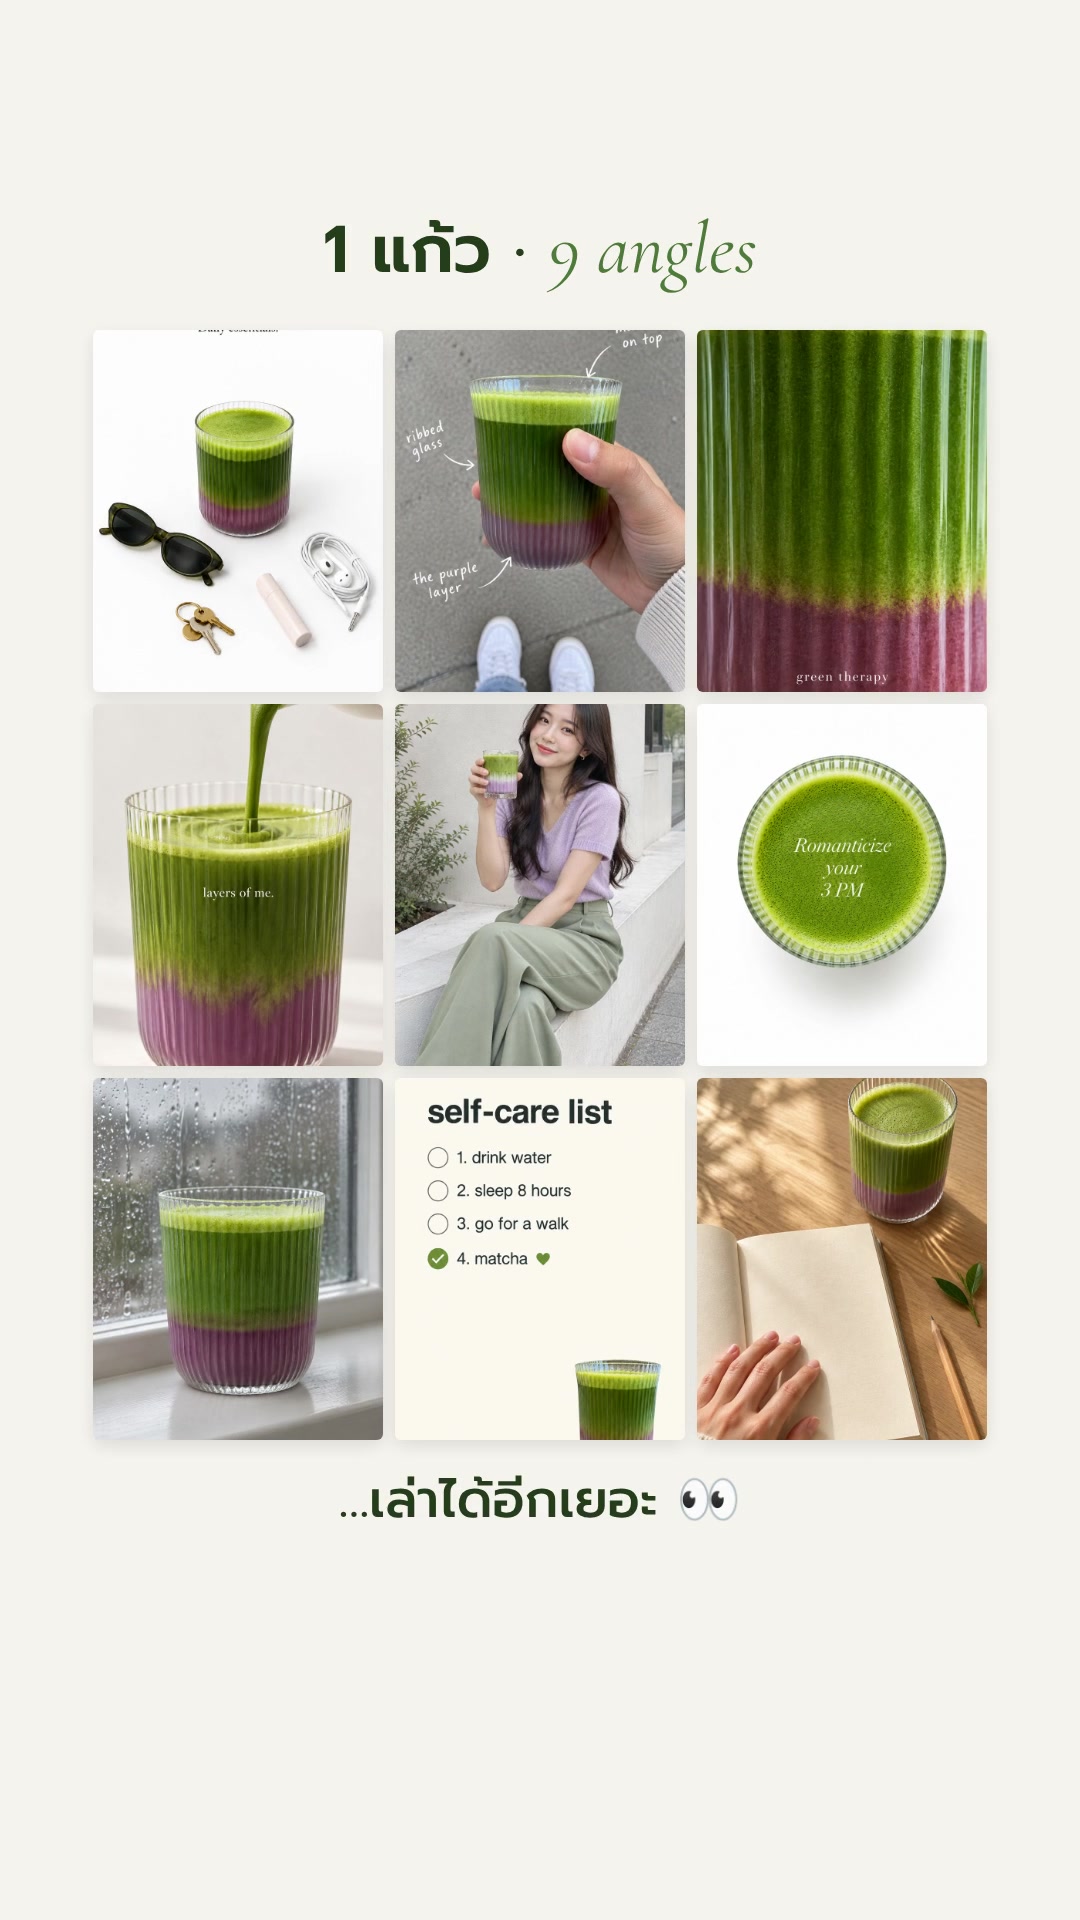 1 แก้ว · 9 angles
Daily essentials.
on top
ribbed
glass
the purple
layer
green therapy
layers of me.
Romanticize
your
3 PM
self-care list
1. drink water
2. sleep 8 hours
3. go for a walk
4. matcha 💚
...เล่าได้อีกเยอะ 👀